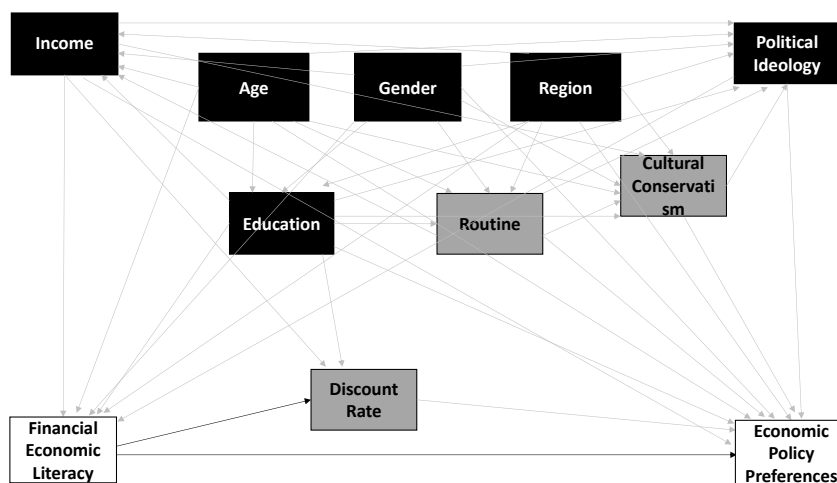 Income
Age
Gender
Region
Political
Ideology
Cultural
Conservati
sm
Education
Routine
Discount
Rate
Financial
Economic
Literacy
Economic
Policy
Preferences